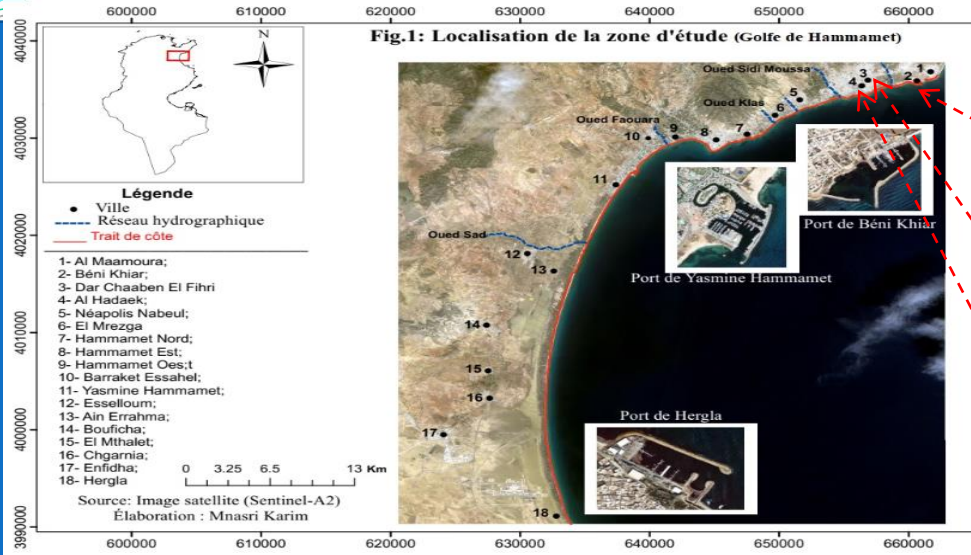 600000 610000 620000 630000 640000 650000 660000
Fig.1: Localisation de la zone d'étude (Golfe de Hammamet)
4040000
4030000
4020000
4010000
4000000
3990000
N
Légende
Ville
Réseau hydrographique
Trait de côte
1- Al Maamoura;
2- Béni Khiar;
3- Dar Chaaben El Fihri
4- Al Hadaek;
5- Néapolis Nabeul;
6- El Mrezga
7- Hammamet Nord;
8- Hammamet Est;
9- Hammamet Oes;t
10- Barraket Essahel;
11- Yasmine Hammamet;
12- Esselloum;
13- Ain Errahma;
14- Bouficha;
15- El Mthalet;
16- Chgarnia;
17- Enfidha;
18- Hergla
0 3.25 6.5 13 Km
Source: Image satellite (Sentinel-A2)
Élaboration : Mnasri Karim
Oued Sidi Moussa
Oued Klas
Oued Faouara
Oued Sad
1
2
3
4
5
6
7
8
9
10
11
12
13
14
15
16
17
18
Port de Béni Khiar
Port de Yasmine Hammamet
Port de Hergla
600000 610000 620000 630000 640000 650000 660000